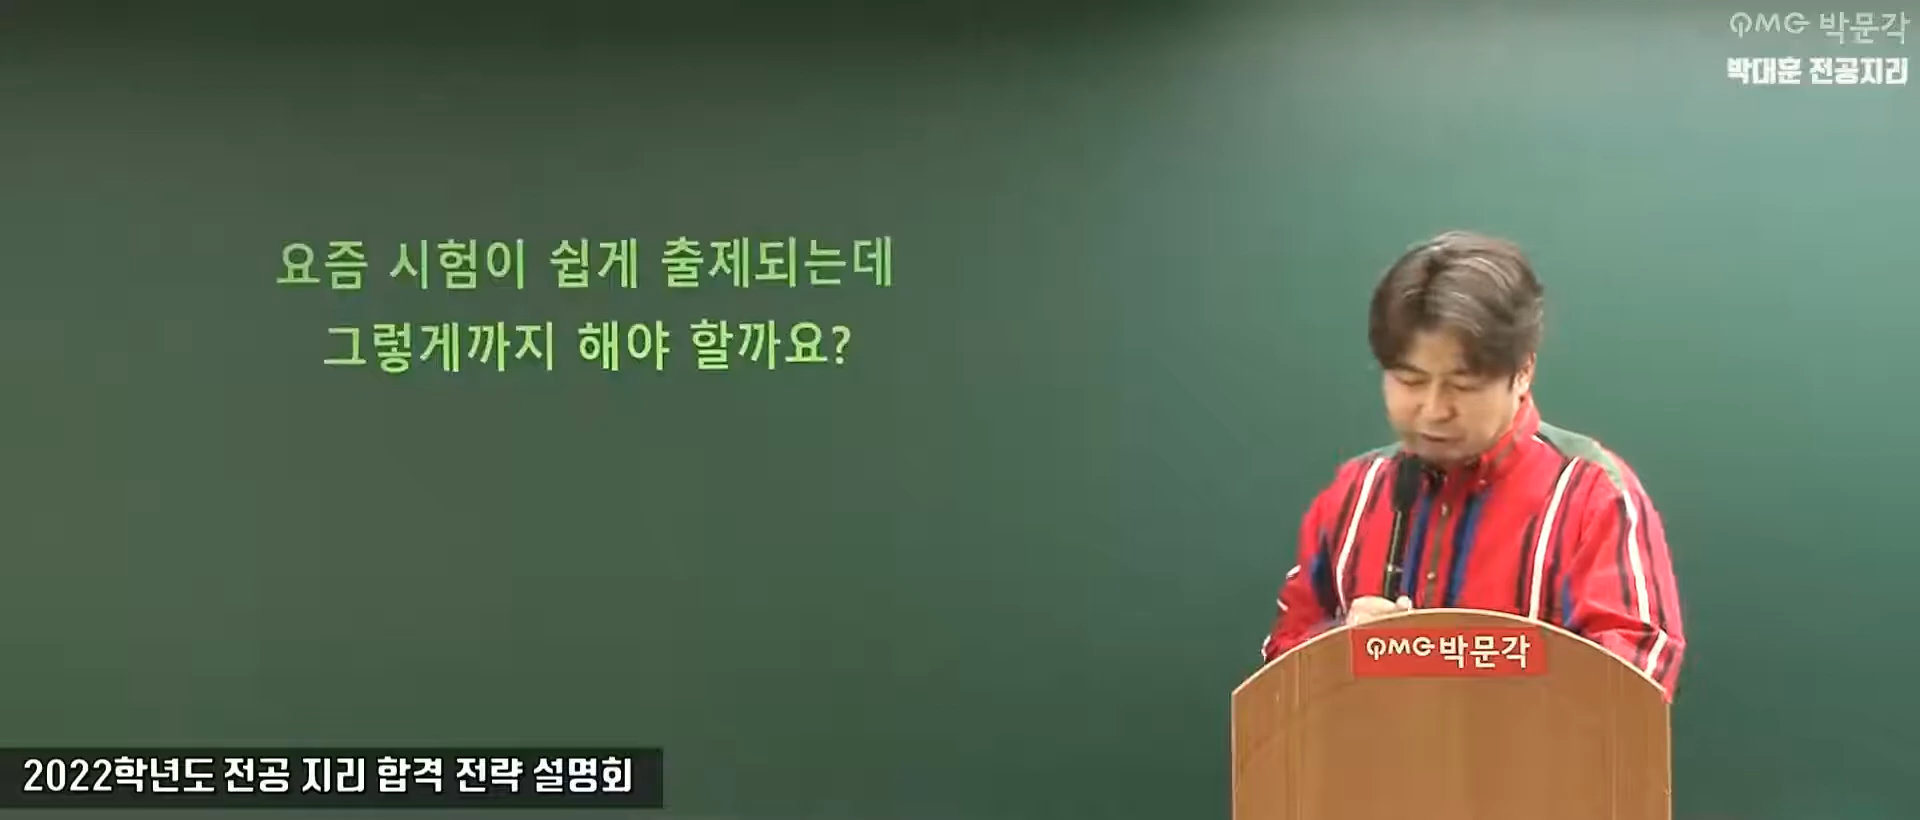 PMG 박문각
박대훈 전공지리
요즘 시험이 쉽게 출제되는데
그렇게까지 해야 할까요?
PMG 박문각
2022학년도 전공 지리 합격 전략 설명회